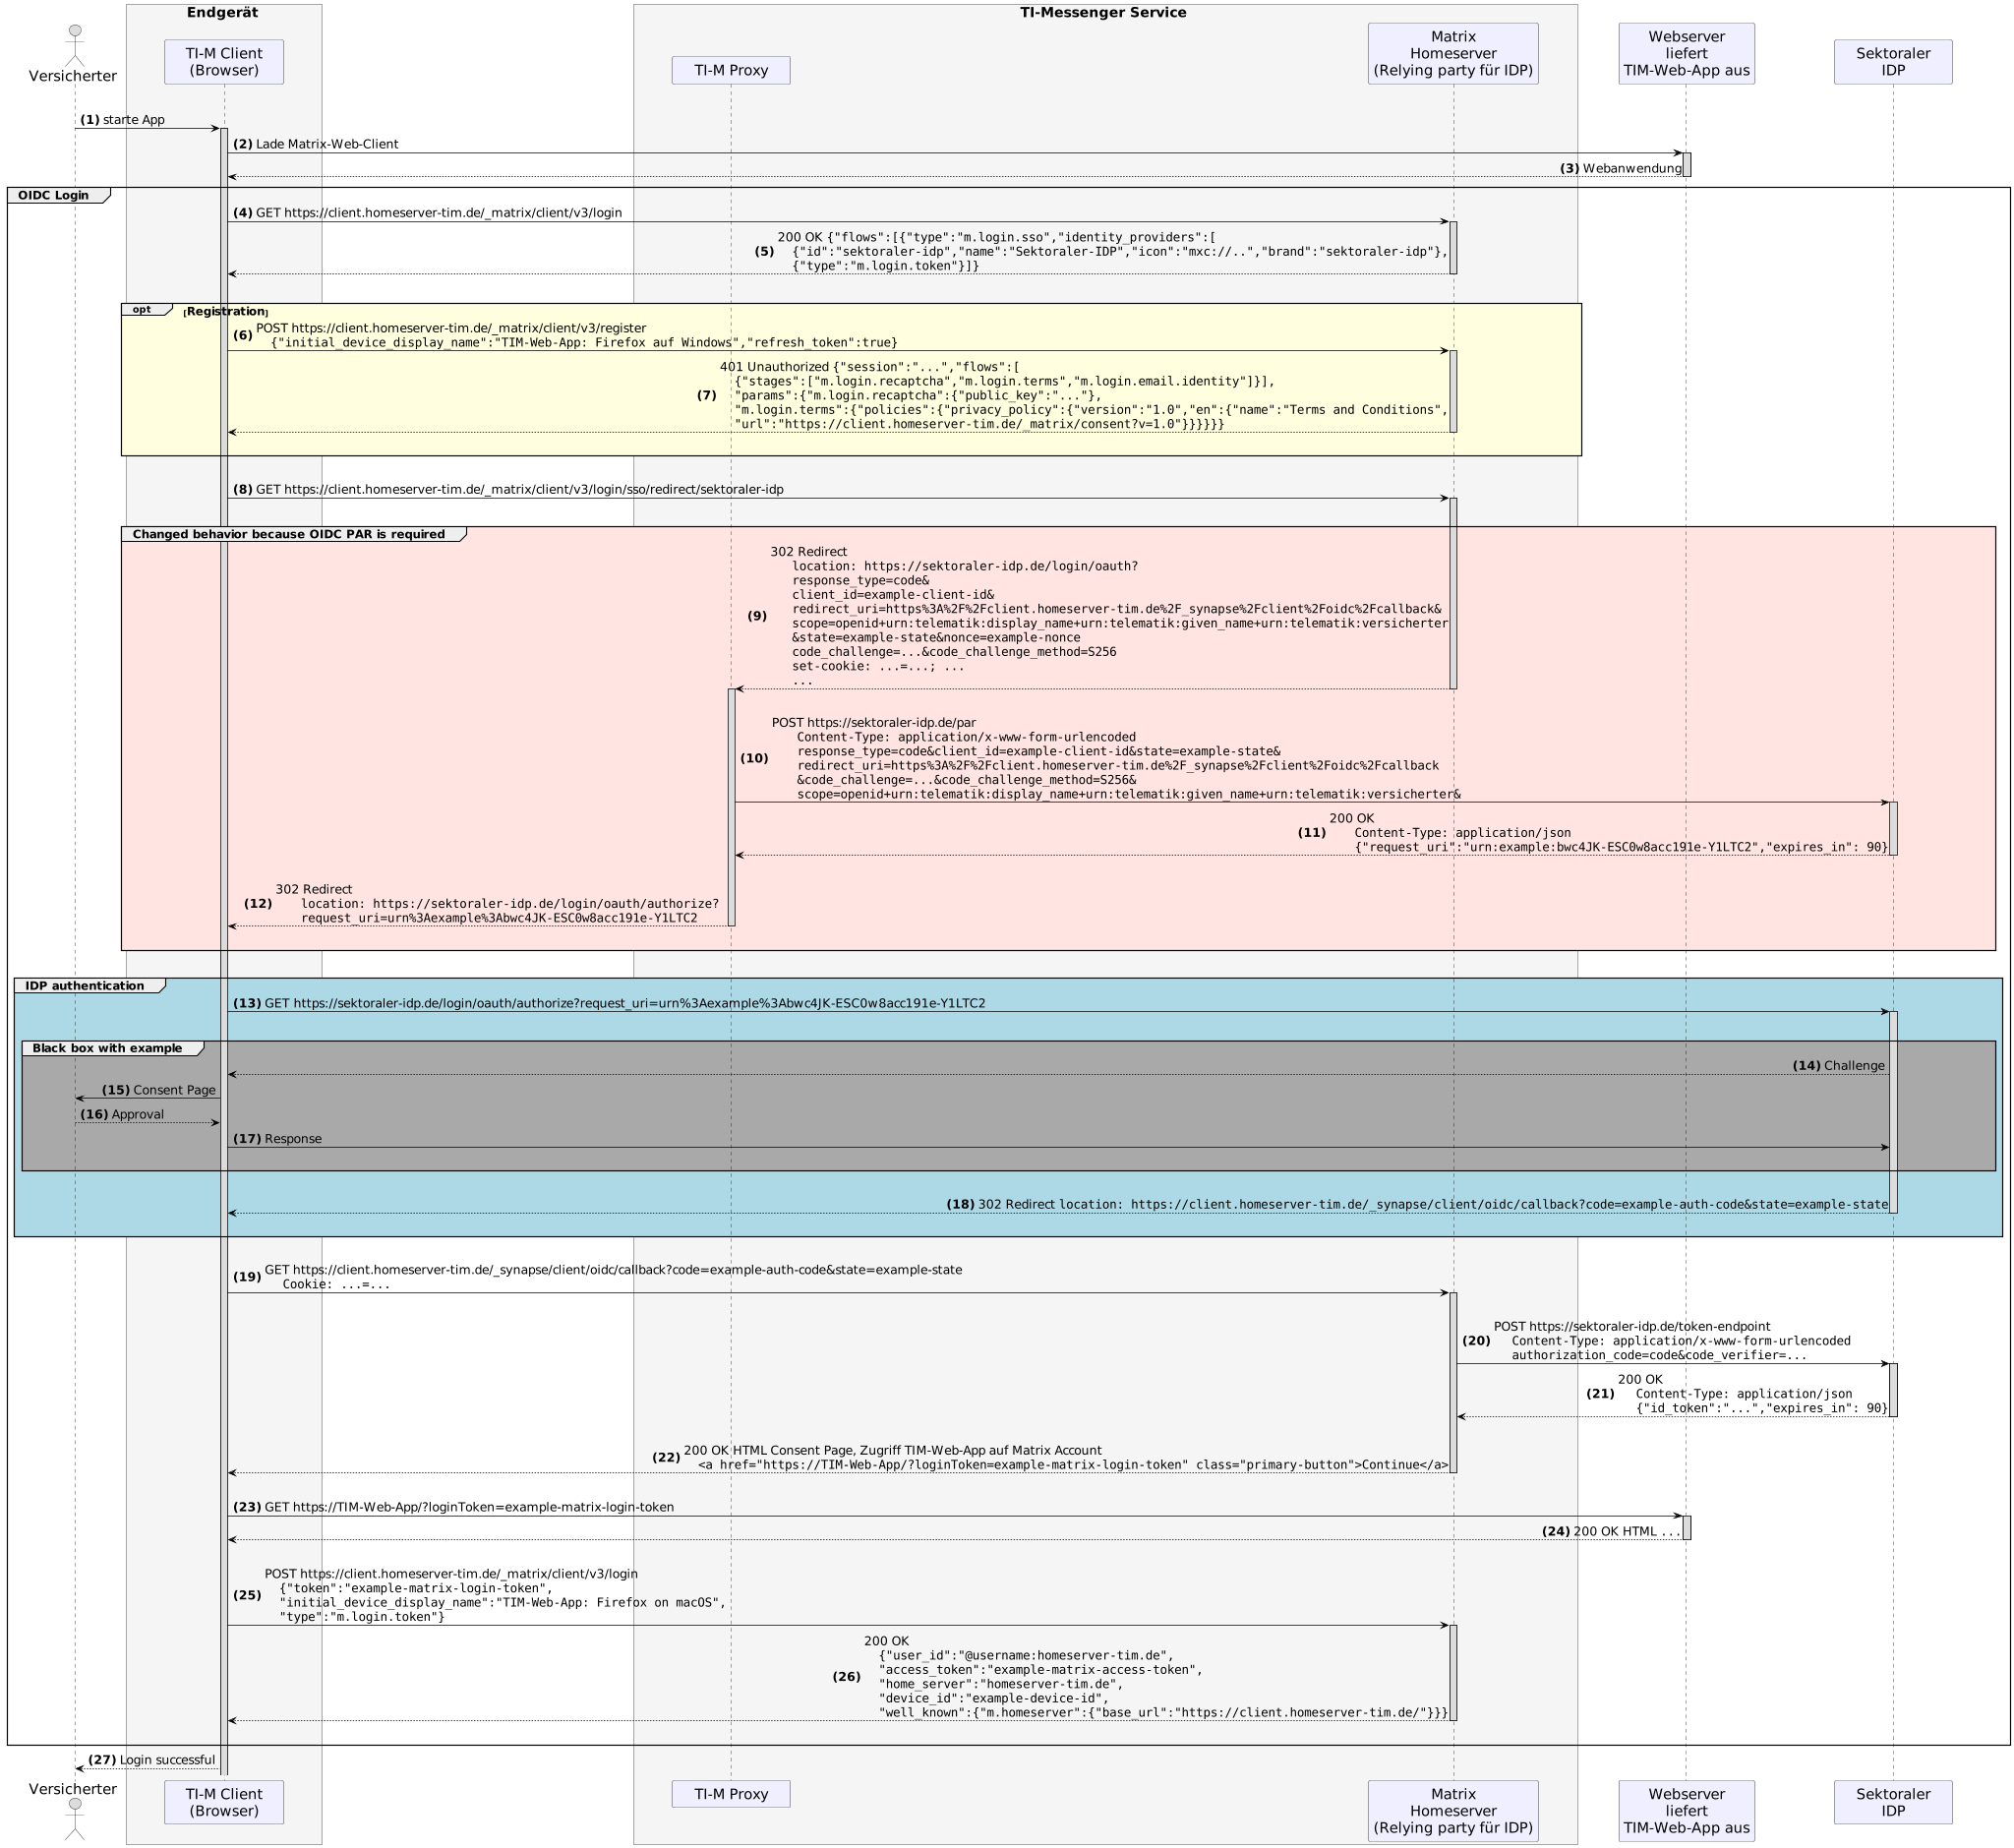 Endgerät
TI-Messenger Service
Versicherter
TI-M Client
(Browser)
TI-M Proxy
Matrix
Homeserver
(Relying party für IDP)
Webserver
liefert
TIM-Web-App aus
Sektoraler
IDP
(1) starte App
(2) Lade Matrix-Web-Client
(3) Webanwendung
OIDC Login
(4) GET https://client.homeserver-tim.de/_matrix/client/v3/login
(5) 200 OK {"flows":[{"type":"m.login.sso","identity_providers":[
{"id":"sektoraler-idp","name":"Sektoraler-IDP","icon":"mxc://..","brand":"sektoraler-idp"},
{"type":"m.login.token"}]}
opt [Registration]
(6) POST https://client.homeserver-tim.de/_matrix/client/v3/register
{"initial_device_display_name":"TIM-Web-App: Firefox auf Windows","refresh_token":true}
(7) 401 Unauthorized {"session":"...","flows":[
{"stages":["m.login.recaptcha","m.login.terms","m.login.email.identity"]}],
"params":{"m.login.recaptcha":{"public_key":"..."},
"m.login.terms":{"policies":{"privacy_policy":{"version":"1.0","en":{"name":"Terms and Conditions",
"url":"https://client.homeserver-tim.de/_matrix/consent?v=1.0"}}}}}}
(8) GET https://client.homeserver-tim.de/_matrix/client/v3/login/sso/redirect/sektoraler-idp
Changed behavior because OIDC PAR is required
(9) 302 Redirect
location: https://sektoraler-idp.de/login/oauth?
response_type=code&
client_id=example-client-id&
redirect_uri=https%3A%2F%2Fclient.homeserver-tim.de%2F_synapse%2Fclient%2Foidc%2Fcallback&
scope=openid+urn:telematik:display_name+urn:telematik:given_name+urn:telematik:versicherter
&state=example-state&nonce=example-nonce
code_challenge=...&code_challenge_method=S256
set-cookie: ...=...; ...
...
(10) POST https://sektoraler-idp.de/par
Content-Type: application/x-www-form-urlencoded
response_type=code&client_id=example-client-id&state=example-state&
redirect_uri=https%3A%2F%2Fclient.homeserver-tim.de%2F_synapse%2Fclient%2Foidc%2Fcallback
&code_challenge=...&code_challenge_method=S256&
scope=openid+urn:telematik:display_name+urn:telematik:given_name+urn:telematik:versicherter&
(11) 200 OK
Content-Type: application/json
{"request_uri":"urn:example:bwc4JK-ESC0w8acc191e-Y1LTC2","expires_in": 90}
(12) 302 Redirect
location: https://sektoraler-idp.de/login/oauth/authorize?
request_uri=urn%3Aexample%3Abwc4JK-ESC0w8acc191e-Y1LTC2
IDP authentication
(13) GET https://sektoraler-idp.de/login/oauth/authorize?request_uri=urn%3Aexample%3Abwc4JK-ESC0w8acc191e-Y1LTC2
Black box with example
(14) Challenge
(15) Consent Page
(16) Approval
(17) Response
(18) 302 Redirect location: https://client.homeserver-tim.de/_synapse/client/oidc/callback?code=example-auth-code&state=example-state
(19) GET https://client.homeserver-tim.de/_synapse/client/oidc/callback?code=example-auth-code&state=example-state
Cookie: ...=...
(20) POST https://sektoraler-idp.de/token-endpoint
Content-Type: application/x-www-form-urlencoded
authorization_code=code&code_verifier=...
(21) 200 OK
Content-Type: application/json
{"id_token":"...","expires_in": 90}
(22) 200 OK HTML Consent Page, Zugriff TIM-Web-App auf Matrix Account
<a href="https://TIM-Web-App/?loginToken=example-matrix-login-token" class="primary-button">Continue</a>
(23) GET https://TIM-Web-App/?loginToken=example-matrix-login-token
(24) 200 OK HTML ...
(25) POST https://client.homeserver-tim.de/_matrix/client/v3/login
{"token":"example-matrix-login-token",
"initial_device_display_name":"TIM-Web-App: Firefox on macOS",
"type":"m.login.token"}
(26) 200 OK
{"user_id":"@username:homeserver-tim.de",
"access_token":"example-matrix-access-token",
"home_server":"homeserver-tim.de",
"device_id":"example-device-id",
"well_known":{"m.homeserver":{"base_url":"https://client.homeserver-tim.de/"}}}
(27) Login successful
Versicherter
TI-M Client
(Browser)
TI-M Proxy
Matrix
Homeserver
(Relying party für IDP)
Webserver
liefert
TIM-Web-App aus
Sektoraler
IDP